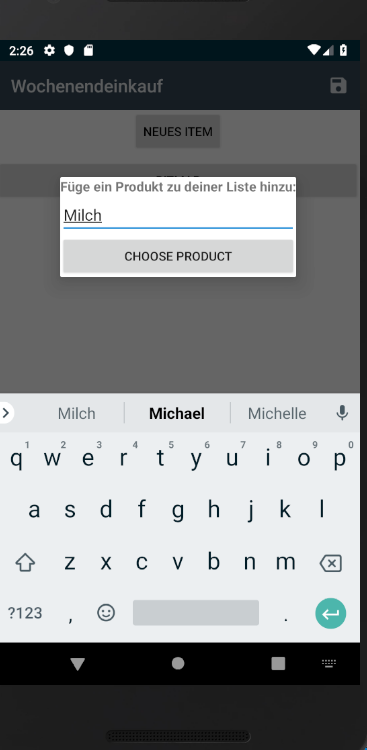 2:26
Wochenendeinkauf
NEUES ITEM
Füge ein Produkt zu deiner Liste hinzu:
Milch
CHOOSE PRODUCT
Milch Michael Michelle
1 2 3 4 5 6 7 8 9 0
q w e r t y u i o p
a s d f g h j k l
z x c v b n m
?123 , .